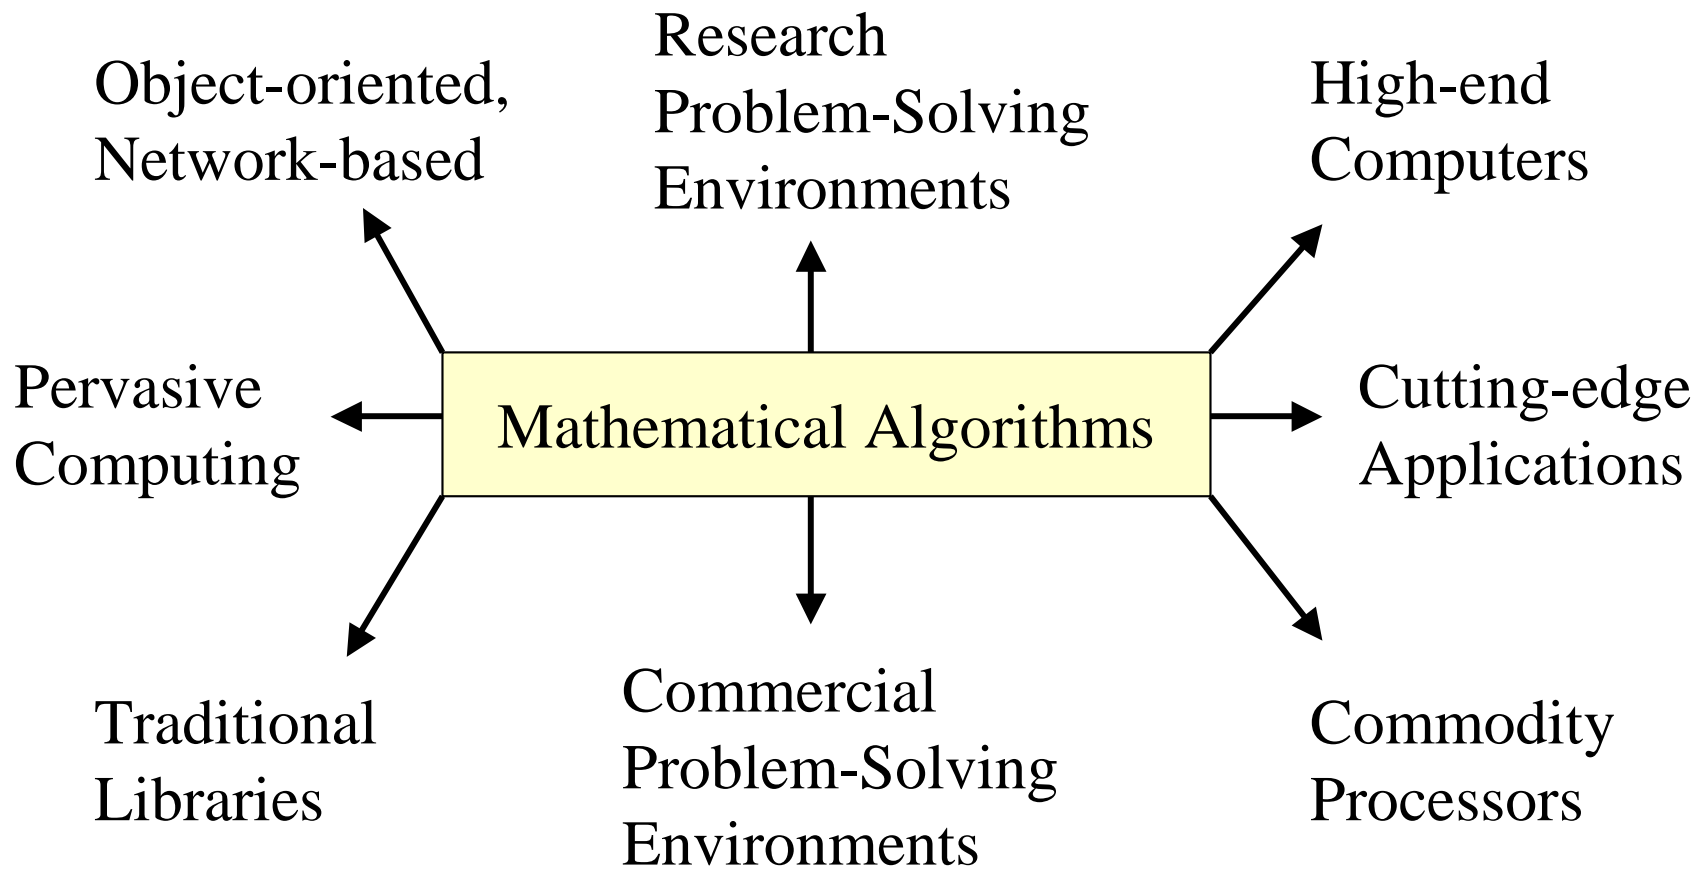 Object-oriented,
Network-based
Research
Problem-Solving
Environments
High-end
Computers
Pervasive
Computing
Mathematical Algorithms
Cutting-edge
Applications
Traditional
Libraries
Commercial
Problem-Solving
Environments
Commodity
Processors